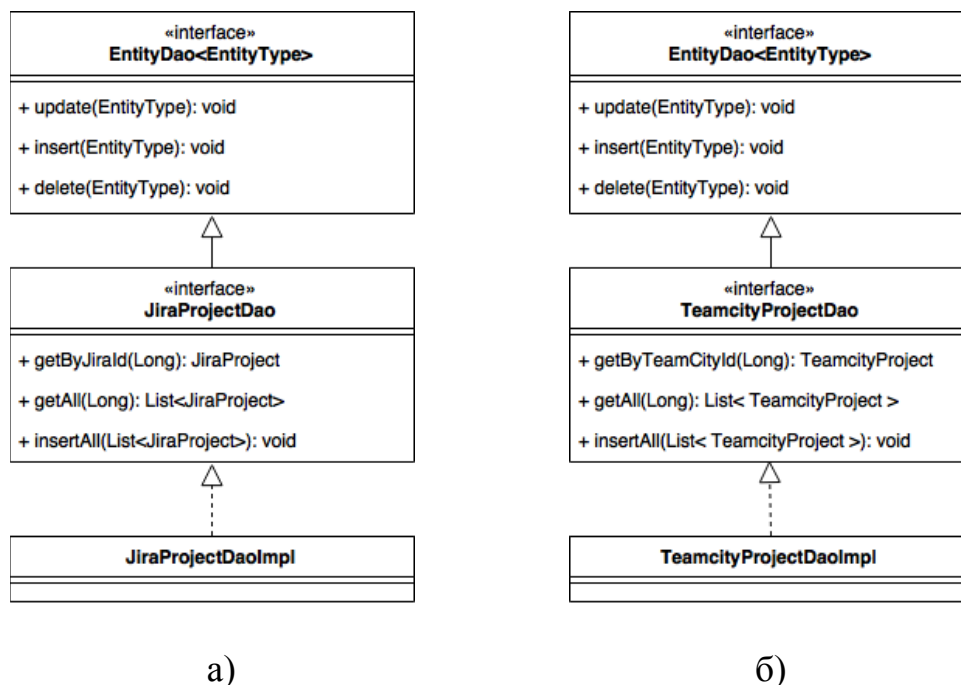 «interface»
EntityDao<EntityType>
+ update(EntityType): void
+ insert(EntityType): void
+ delete(EntityType): void
«interface»
JiraProjectDao
+ getByJiraId(Long): JiraProject
+ getAll(Long): List<JiraProject>
+ insertAll(List<JiraProject>): void
JiraProjectDaoImpl
а)
«interface»
EntityDao<EntityType>
+ update(EntityType): void
+ insert(EntityType): void
+ delete(EntityType): void
«interface»
TeamcityProjectDao
+ getByTeamCityId(Long): TeamcityProject
+ getAll(Long): List< TeamcityProject >
+ insertAll(List< TeamcityProject >): void
TeamcityProjectDaoImpl
б)